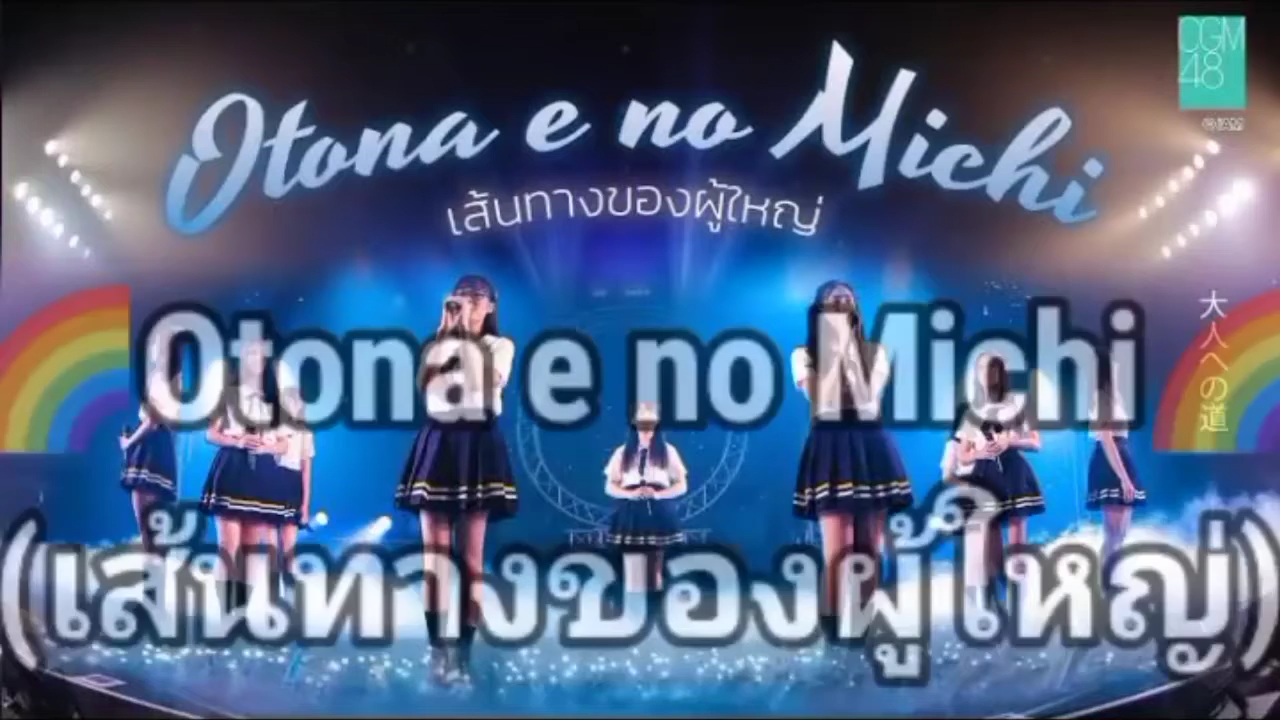 CGM
48
©iAM
Otona e no Michi
เส้นทางของผู้ใหญ่
大人への道
Otona e no Michi
(เส้นทางของผู้ใหญ่)